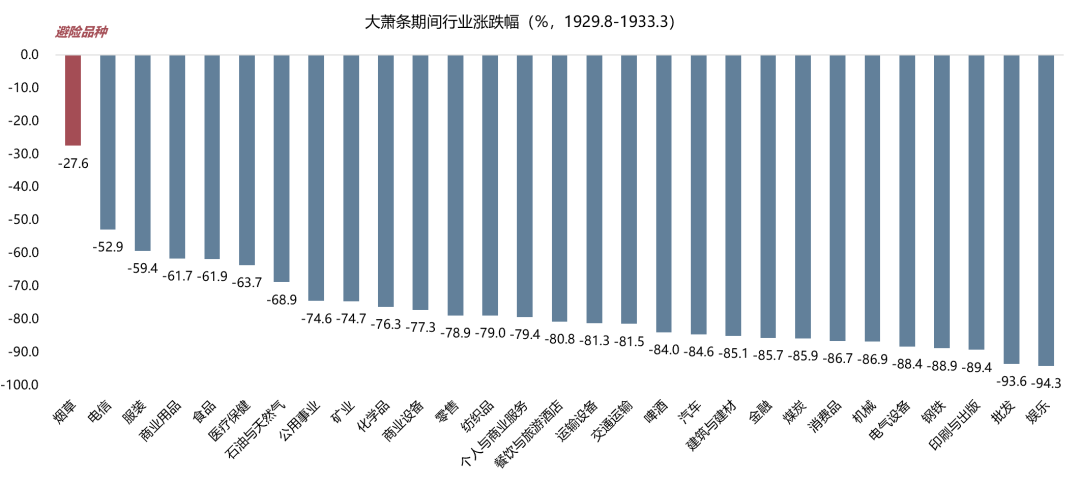 大萧条期间行业涨跌幅（%，1929.8-1933.3）
避险品种
0.0
-10.0
-20.0
-30.0
-40.0
-50.0
-60.0
-70.0
-80.0
-90.0
-100.0
-27.6
-52.9
-59.4
-61.7
-61.9
-63.7
-68.9
-74.6
-74.7
-76.3
-77.3
-78.9
-79.0
-79.4
-80.8
-81.3
-81.5
-84.0
-84.6
-85.1
-85.7
-85.9
-86.7
-86.9
-88.4
-88.9
-89.4
-93.6
-94.3
烟草
电信
服装
商业用品
食品
医疗保健
石油与天然气
公用事业
矿业
化学品
商业设备
零售
纺织品
个人与商业服务
餐饮与旅游酒店
运输设备
交通运输
啤酒
汽车
建筑与建材
金融
煤炭
消费品
机械
电气设备
钢铁
印刷与出版
批发
娱乐